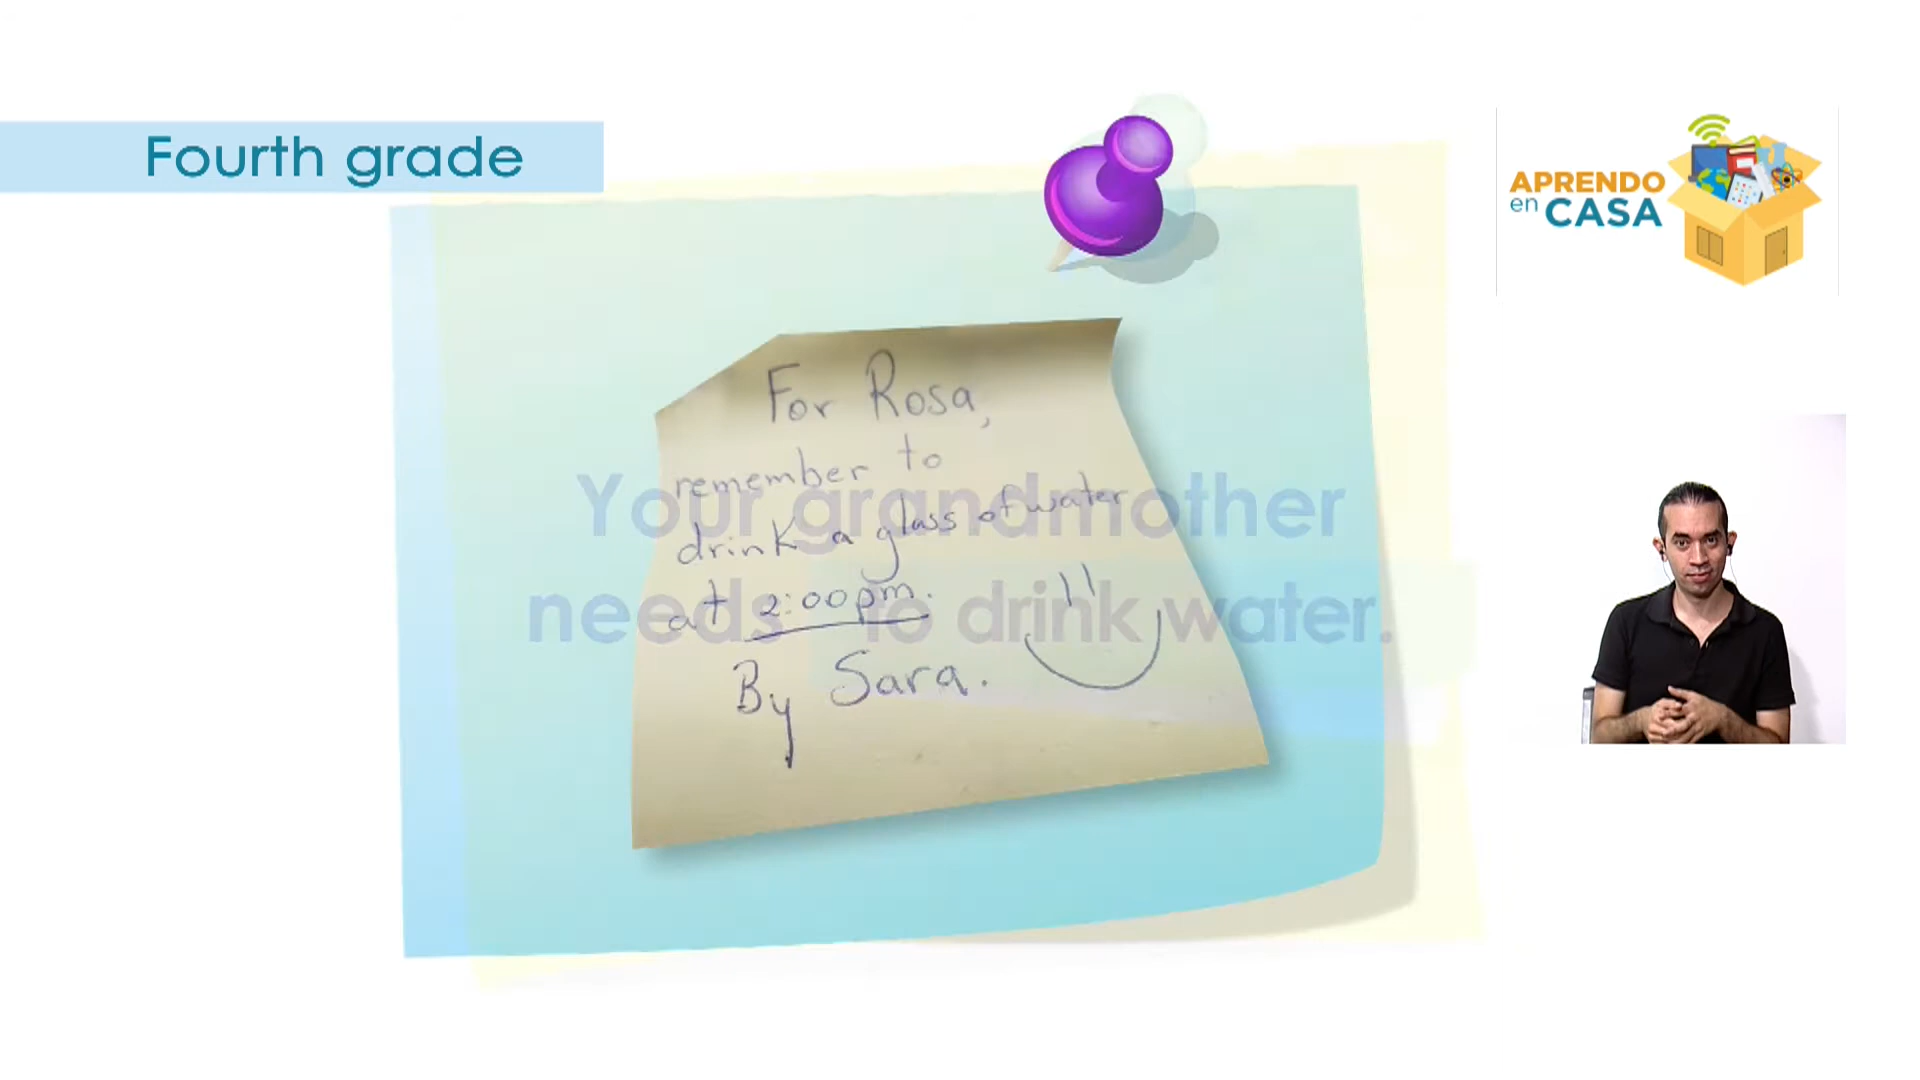 Fourth grade
APRENDO
en CASA
For Rosa,
remember to
drink a glass of water
at 2:00pm.
By Sara.
Your grandmother
needs to drink water.